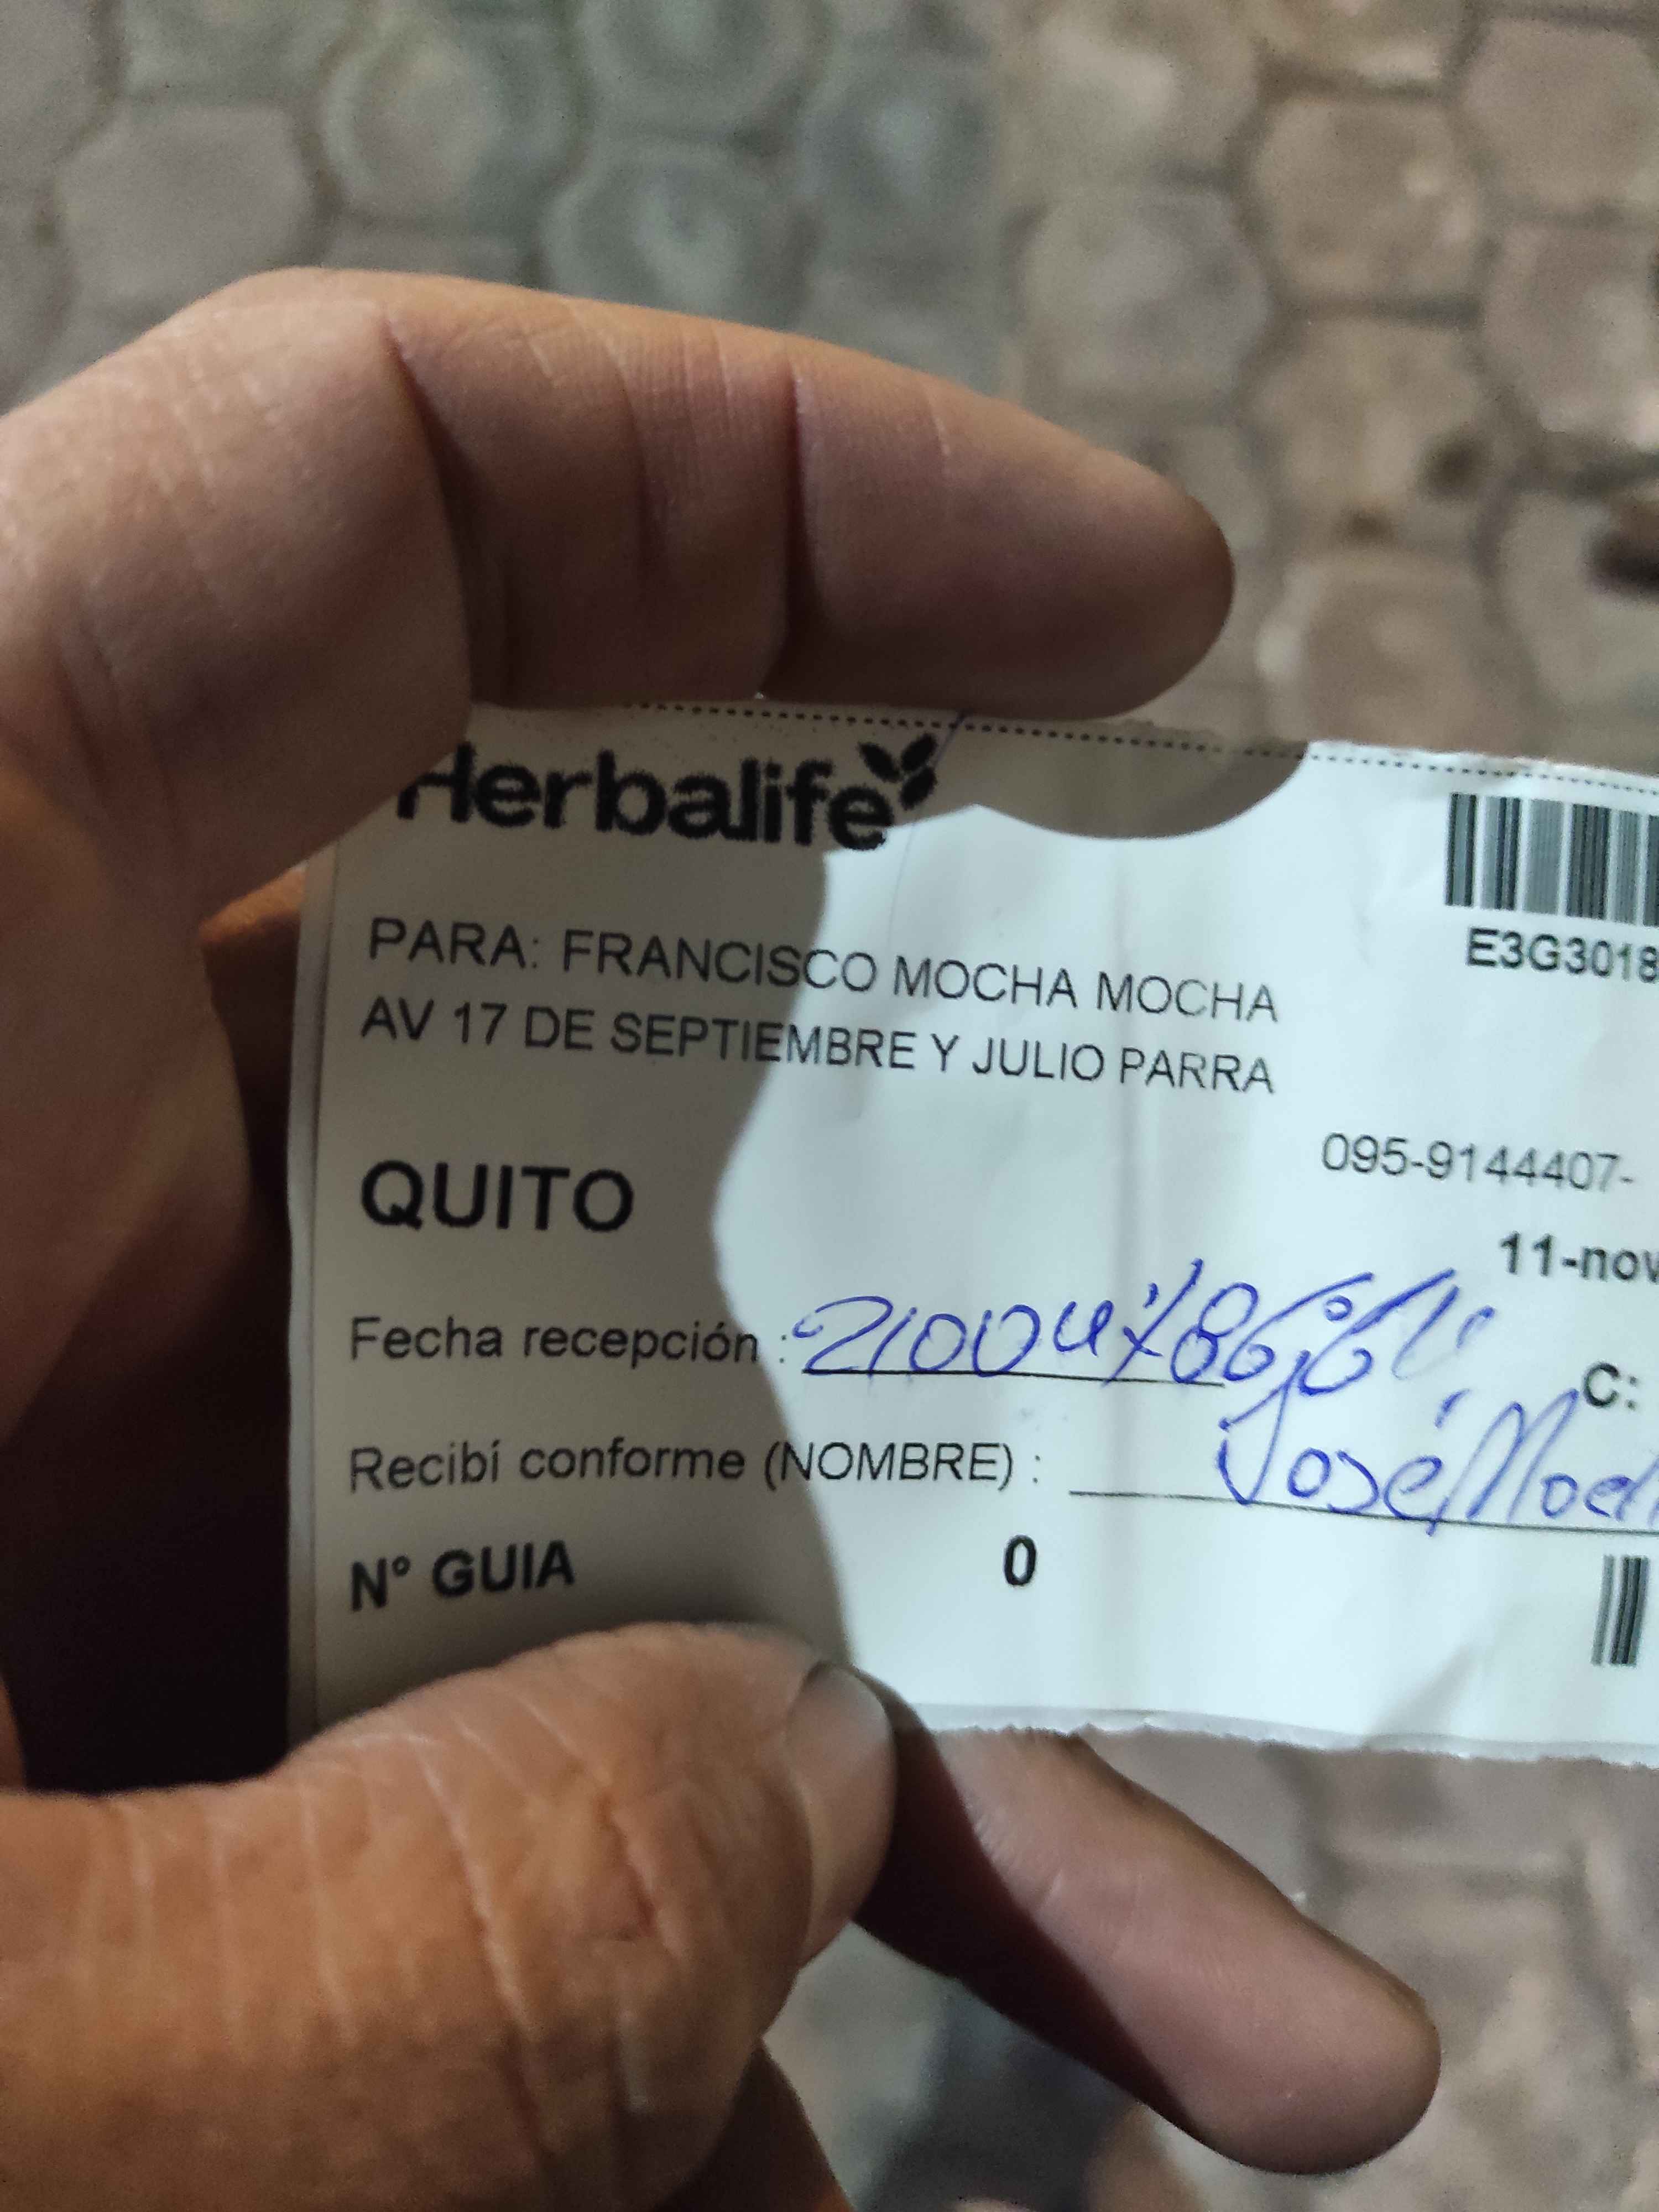 Herbalife
E3G3018
PARA: FRANCISCO MOCHA MOCHA
AV 17 DE SEPTIEMBRE Y JULIO PARRA
095-9144407-
QUITO
11-nov
Fecha recepción :
C:
Recibí conforme (NOMBRE) : José
N° GUIA 0